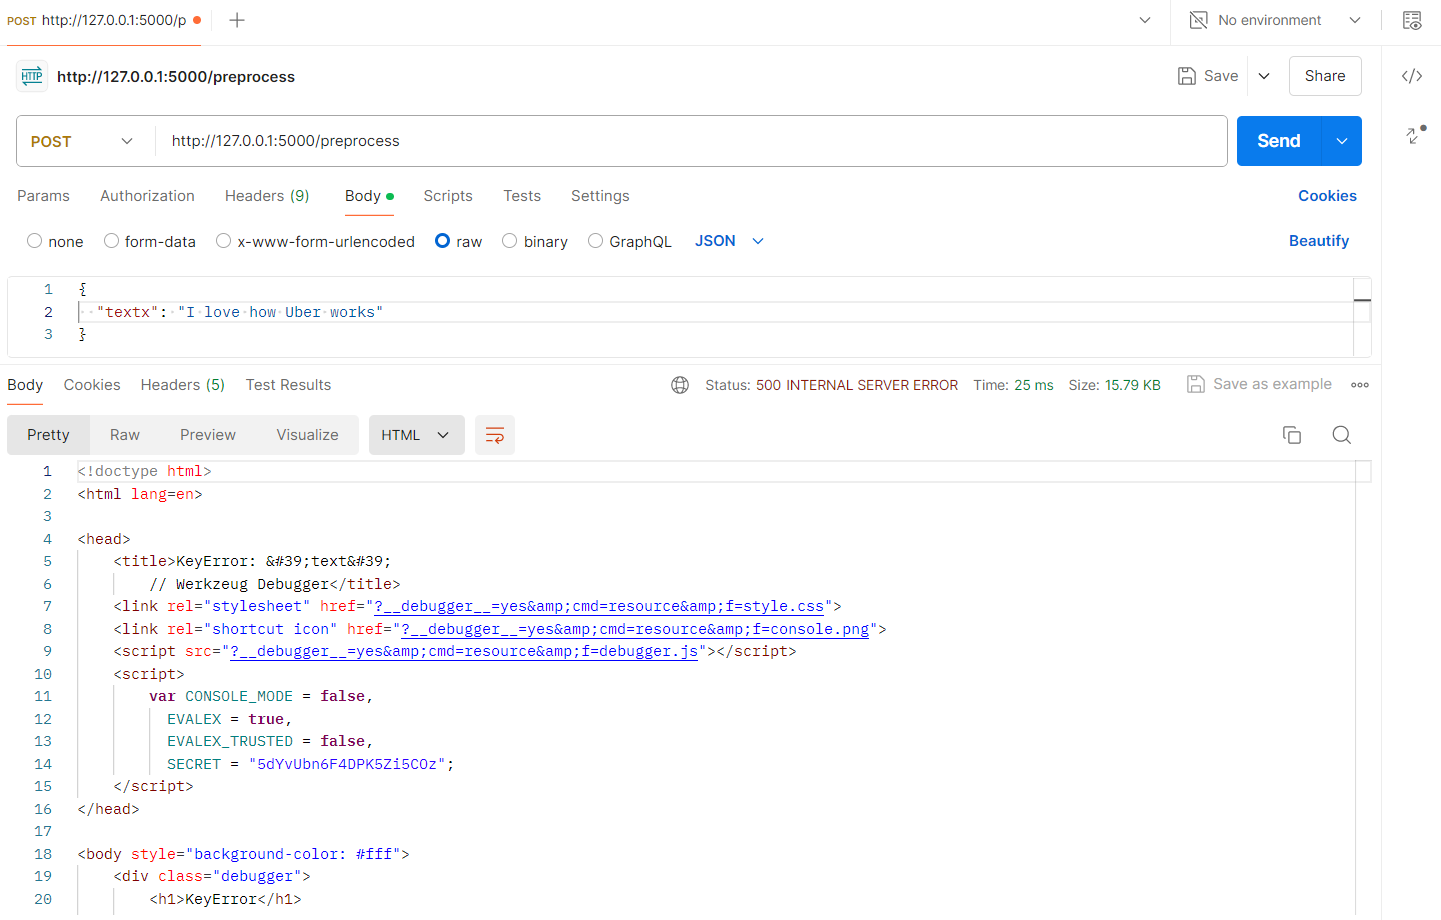 POST http://127.0.0.1:5000/p
No environment
HTTP http://127.0.0.1:5000/preprocess
Save
Share
POST http://127.0.0.1:5000/preprocess
Send
Params Authorization Headers (9) Body Scripts Tests Settings Cookies
none form-data x-www-form-urlencoded raw binary GraphQL JSON Beautify
1 {
2 "textx": "I love how Uber works"
3 }
Body Cookies Headers (5) Test Results Status: 500 INTERNAL SERVER ERROR Time: 25 ms Size: 15.79 KB Save as example
Pretty Raw Preview Visualize HTML
1 <!doctype html>
2 <html lang=en>
3
4 <head>
5 <title>KeyError: &#39;text&#39;
6 // Werkzeug Debugger</title>
7 <link rel="stylesheet" href="?__debugger__=yes&amp;cmd=resource&amp;f=style.css">
8 <link rel="shortcut icon" href="?__debugger__=yes&amp;cmd=resource&amp;f=console.png">
9 <script src="?__debugger__=yes&amp;cmd=resource&amp;f=debugger.js"></script>
10 <script>
11 var CONSOLE_MODE = false,
12 EVALEX = true,
13 EVALEX_TRUSTED = false,
14 SECRET = "5dYvUbn6F4DPK5Zi5COz";
15 </script>
16 </head>
17
18 <body style="background-color: #fff">
19 <div class="debugger">
20 <h1>KeyError</h1>